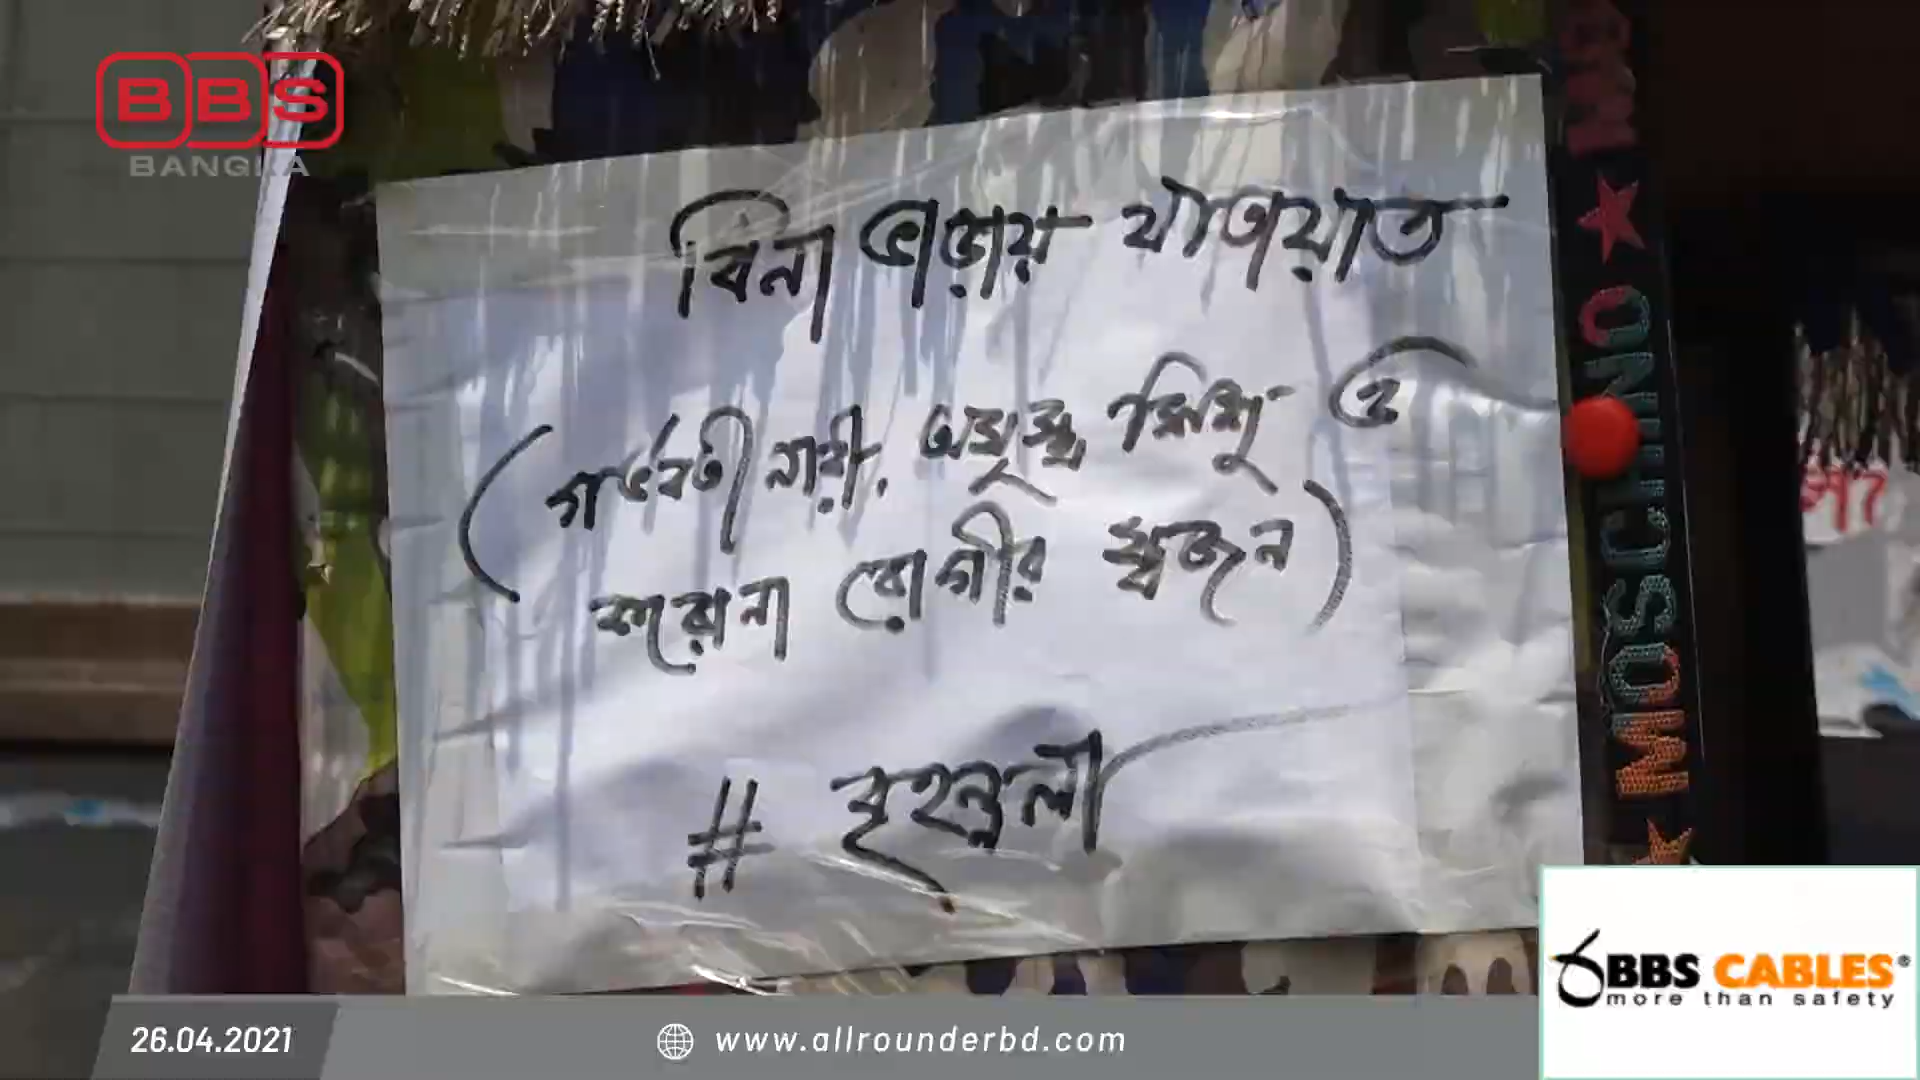 BBS
BANGLA
বিনা ভাড়ায় যাতায়াত
(গর্ভবতী নারী, অসুস্থ শিশু ও
করোনা রোগীর স্বজন)
# বৃহন্নলা
MOSCHINO
BBS CABLES®
more than safety
26.04.2021
www.allrounderbd.com